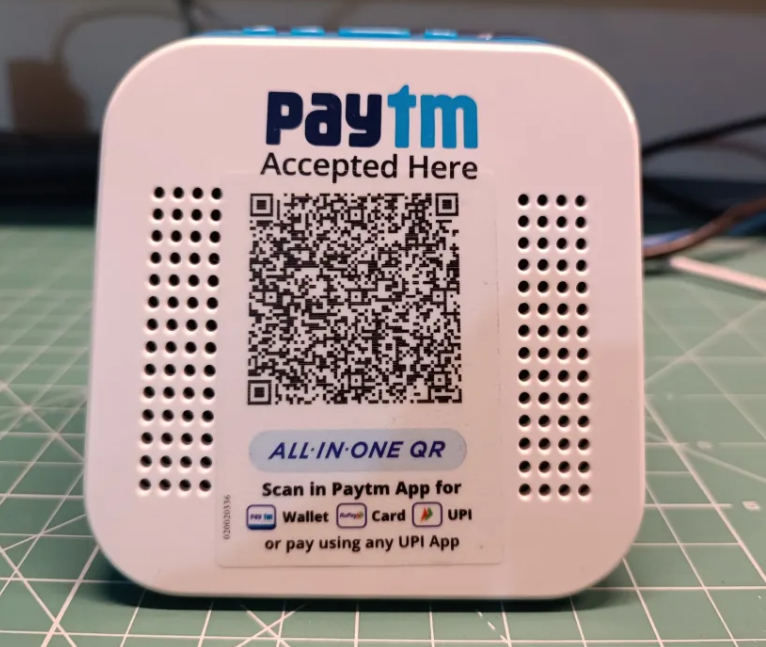 paytm
Accepted Here
ALL·IN·ONE QR
Scan in Paytm App for
Wallet Card UPI
or pay using any UPI App